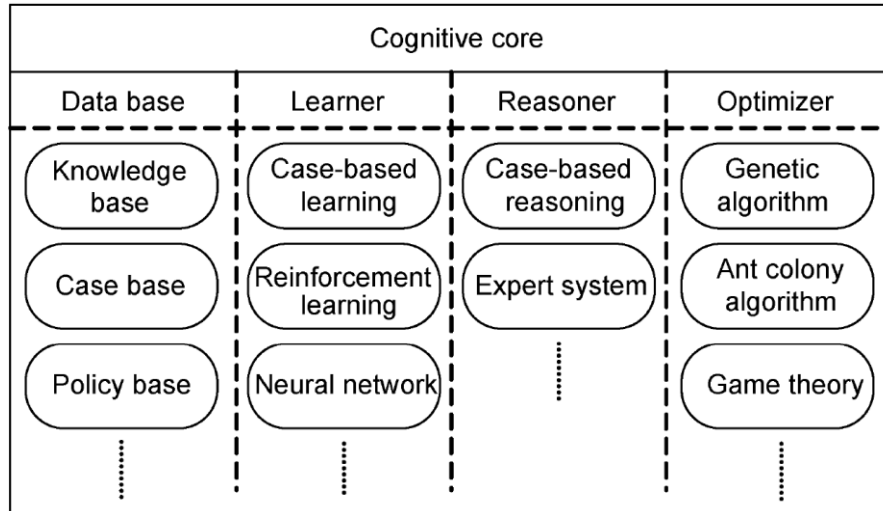 Cognitive core
Data base
Learner
Reasoner
Optimizer
Knowledge
base
Case-based
learning
Case-based
reasoning
Genetic
algorithm
Case base
Reinforcement
learning
Expert system
Ant colony
algorithm
Policy base
Neural network
Game theory